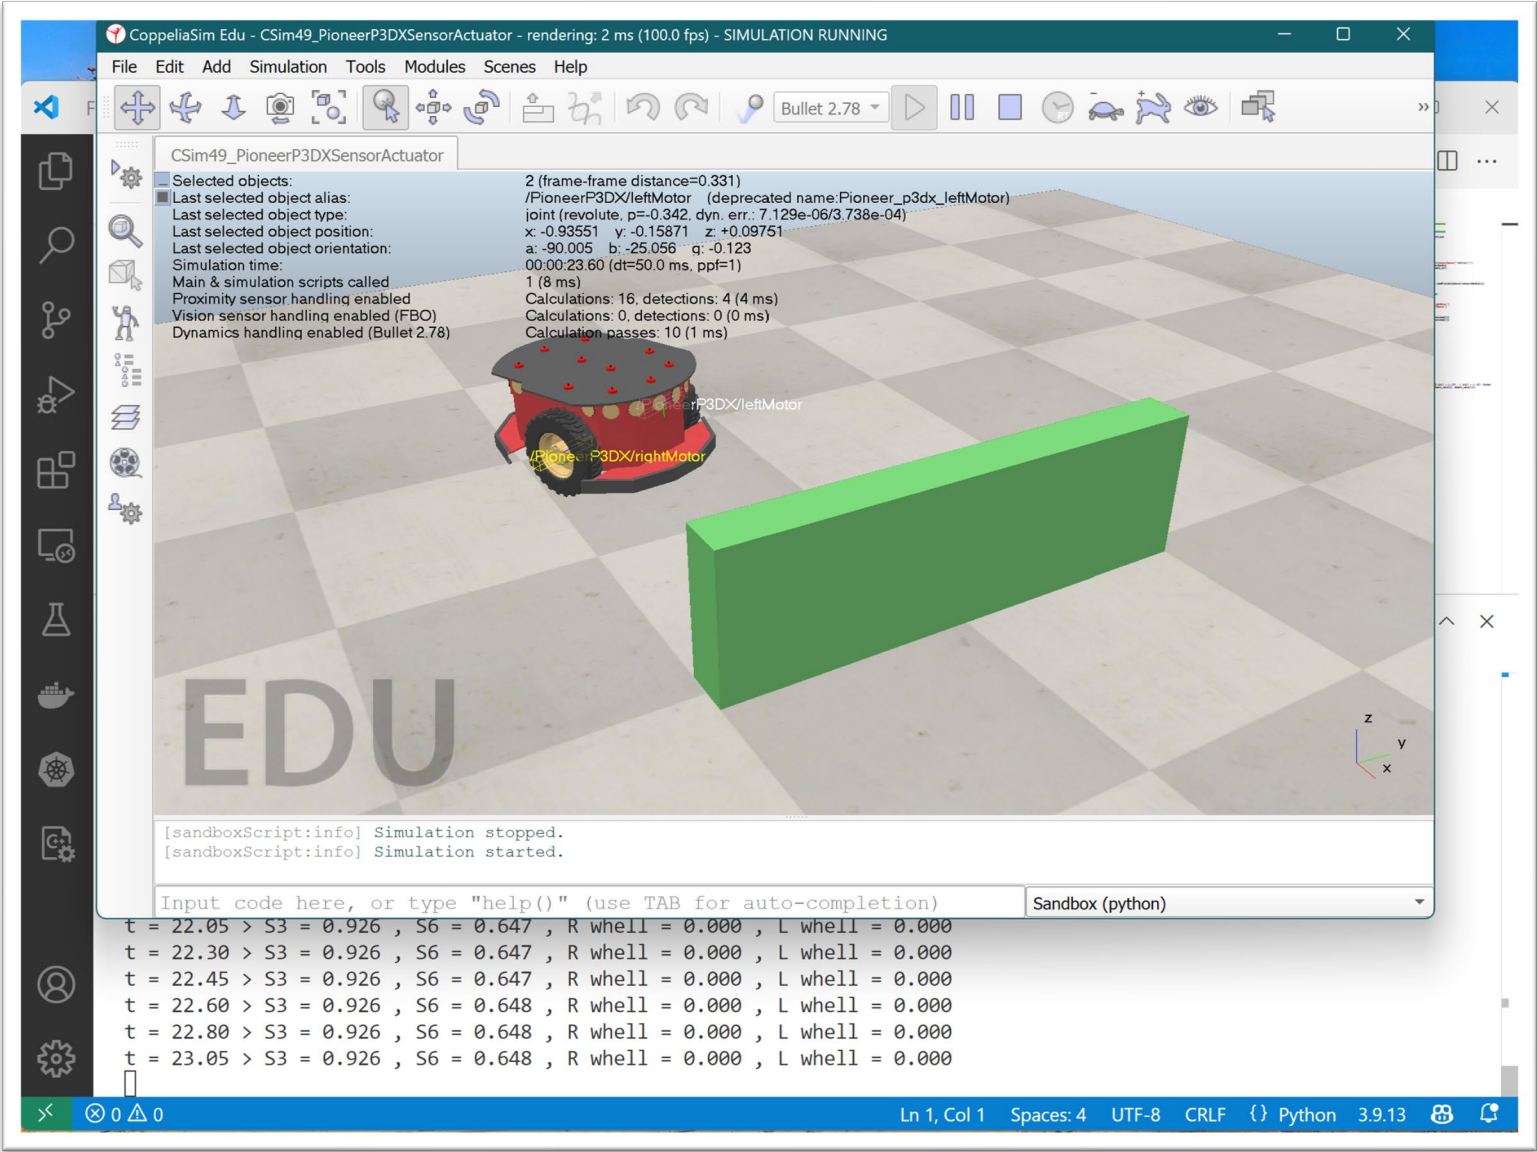 CoppeliaSim Edu - CSim49_PioneerP3DXSensorActuator - rendering: 2 ms (100.0 fps) - SIMULATION RUNNING
File Edit Add Simulation Tools Modules Scenes Help
Bullet 2.78
CSim49_PioneerP3DXSensorActuator
Selected objects: 2 (frame-frame distance=0.331)
Last selected object alias: /PioneerP3DX/leftMotor (deprecated name:Pioneer_p3dx_leftMotor)
Last selected object type: joint (revolute, p=-0.342, dyn. err.: 7.129e-06/3.738e-04)
Last selected object position: x: -0.93551 y: -0.15871 z: +0.09751
Last selected object orientation: a: -90.005 b: -25.056 g: -0.123
Simulation time: 00:00:23.60 (dt=50.0 ms, ppf=1)
Main & simulation scripts called 1 (8 ms)
Proximity sensor handling enabled Calculations: 16, detections: 4 (4 ms)
Vision sensor handling enabled (FBO) Calculations: 0, detections: 0 (0 ms)
Dynamics handling enabled (Bullet 2.78) Calculation passes: 10 (1 ms)
/PioneerP3DX/leftMotor
/PioneerP3DX/rightMotor
EDU
z
y
x
[sandboxScript:info] Simulation stopped.
[sandboxScript:info] Simulation started.
Input code here, or type "help()" (use TAB for auto-completion)
Sandbox (python)
t = 22.05 > S3 = 0.926 , S6 = 0.647 , R whell = 0.000 , L whell = 0.000
t = 22.30 > S3 = 0.926 , S6 = 0.647 , R whell = 0.000 , L whell = 0.000
t = 22.45 > S3 = 0.926 , S6 = 0.647 , R whell = 0.000 , L whell = 0.000
t = 22.60 > S3 = 0.926 , S6 = 0.648 , R whell = 0.000 , L whell = 0.000
t = 22.80 > S3 = 0.926 , S6 = 0.648 , R whell = 0.000 , L whell = 0.000
t = 23.05 > S3 = 0.926 , S6 = 0.648 , R whell = 0.000 , L whell = 0.000
0 0 Ln 1, Col 1 Spaces: 4 UTF-8 CRLF {} Python 3.9.13